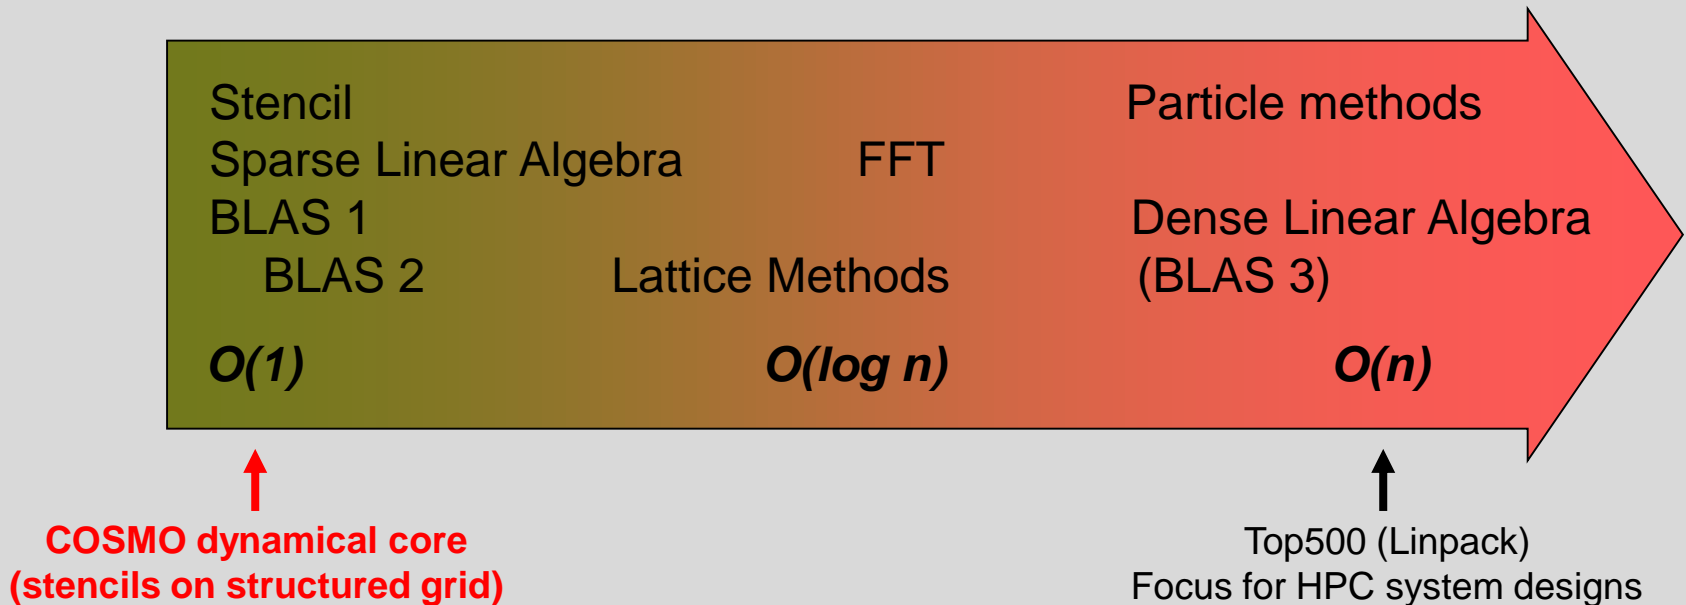 Stencil
Particle methods
Sparse Linear Algebra
FFT
BLAS 1
Dense Linear Algebra
BLAS 2
Lattice Methods
(BLAS 3)
O(1)
O(log n)
O(n)
COSMO dynamical core
(stencils on structured grid)
Top500 (Linpack)
Focus for HPC system designs